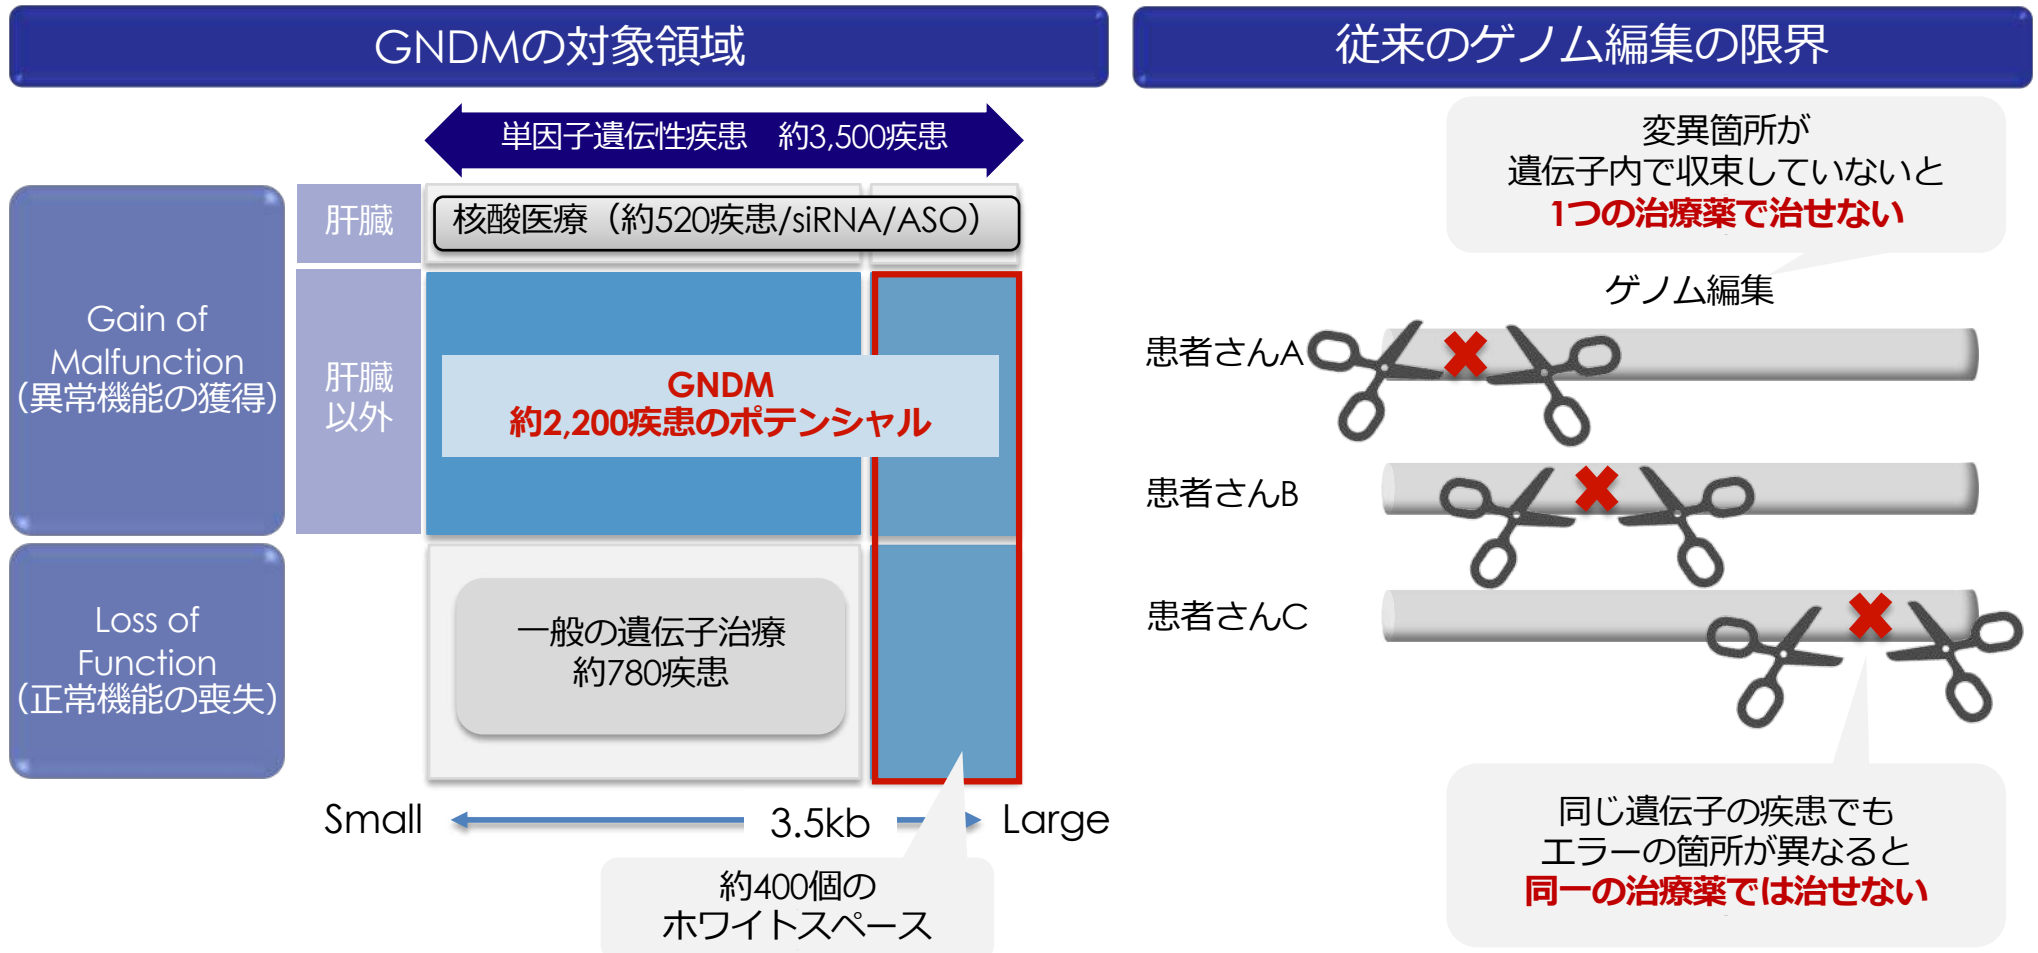 GNDMの対象領域
単因子遺伝性疾患　約3,500疾患
Gain of
Malfunction
（異常機能の獲得）
肝臓
核酸医療（約520疾患/siRNA/ASO）
肝臓
以外
GNDM
約2,200疾患のポテンシャル
Loss of
Function
（正常機能の喪失）
一般の遺伝子治療
約780疾患
Small
3.5kb
Large
約400個の
ホワイトスペース
従来のゲノム編集の限界
変異箇所が
遺伝子内で収束していないと
1つの治療薬で治せない
ゲノム編集
患者さんA
患者さんB
患者さんC
同じ遺伝子の疾患でも
エラーの箇所が異なると
同一の治療薬では治せない